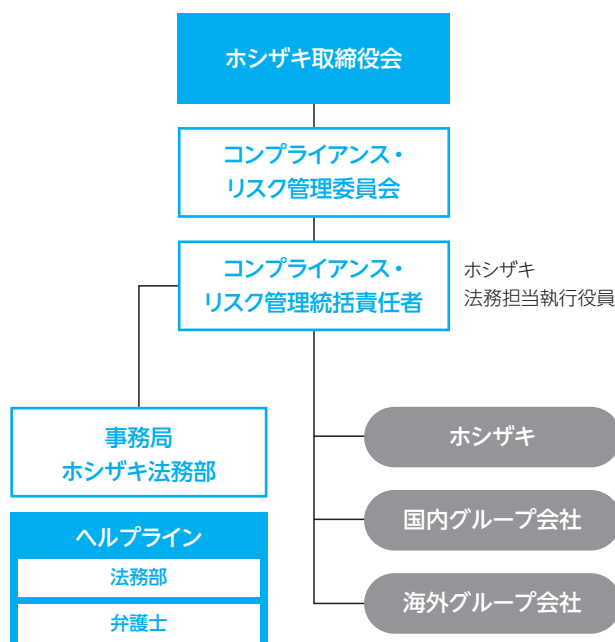 ホシザキ取締役会
コンプライアンス・
リスク管理委員会
コンプライアンス・
リスク管理統括責任者
ホシザキ
法務担当執行役員
事務局
ホシザキ法務部
ホシザキ
国内グループ会社
海外グループ会社
ヘルプライン
法務部
弁護士